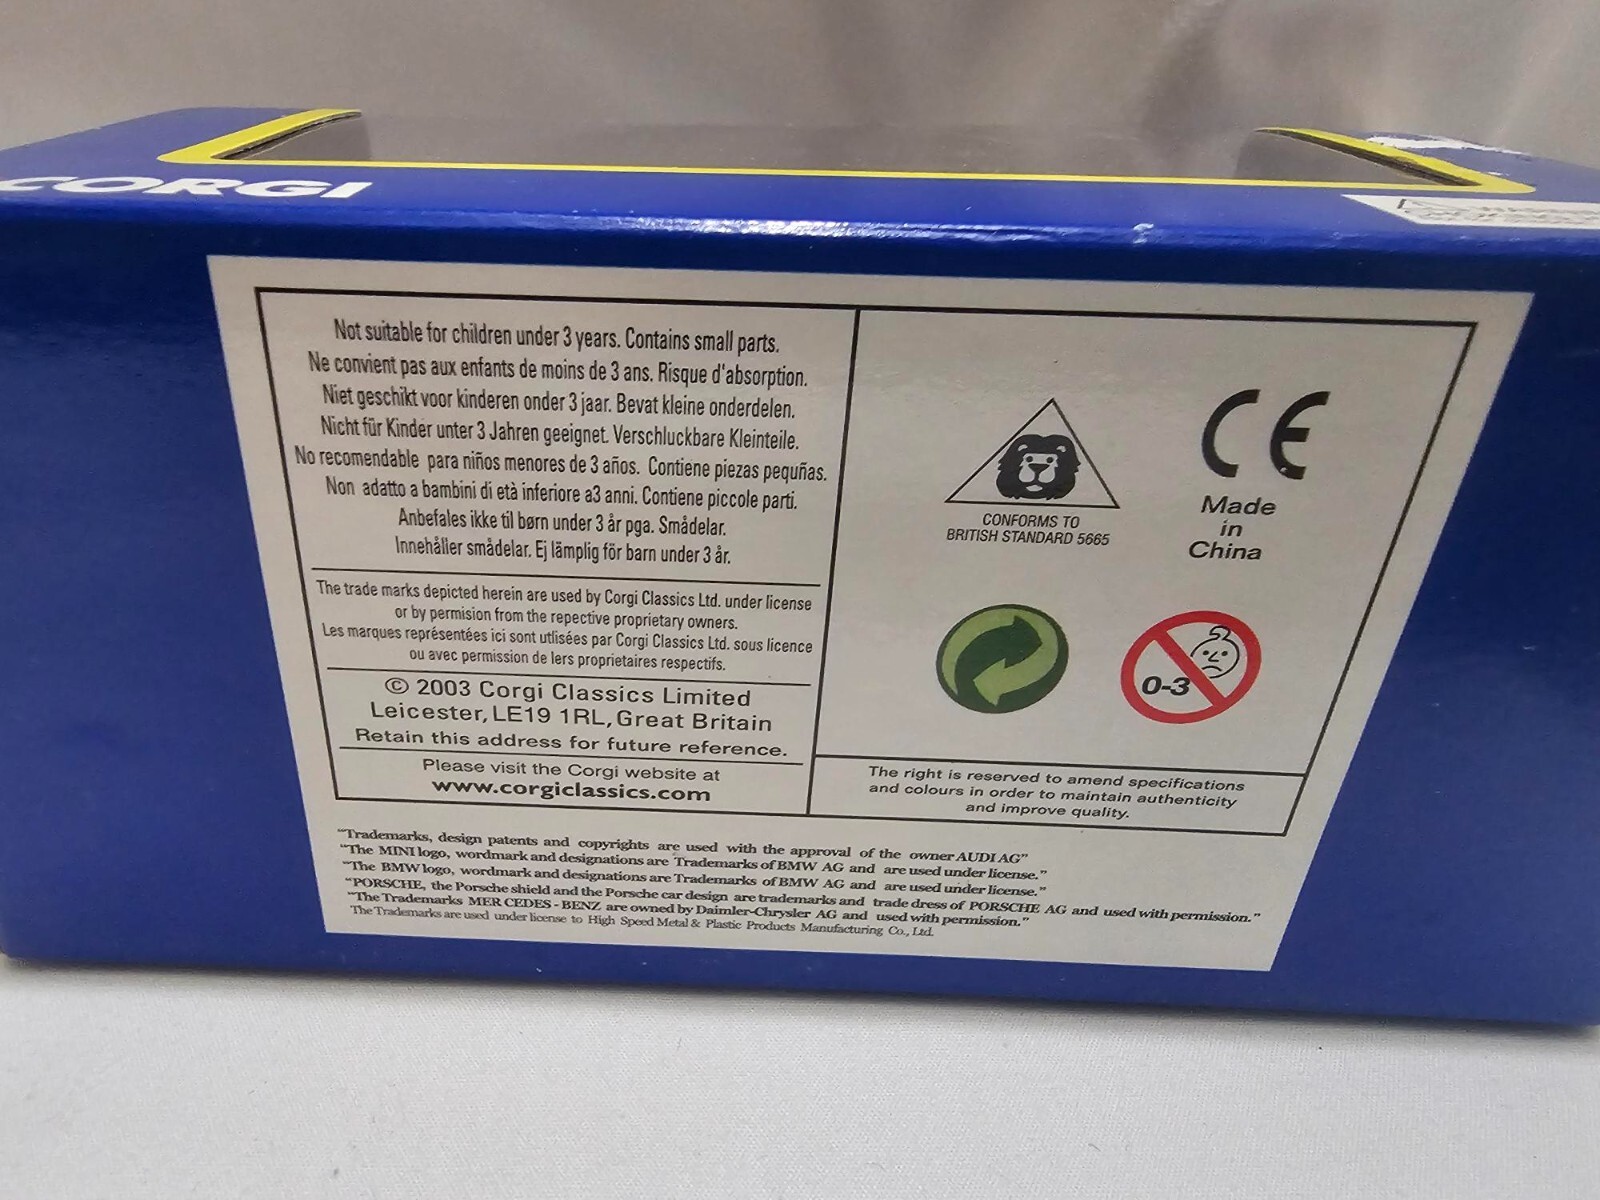 CORGI
Not suitable for children under 3 years. Contains small parts.
Ne convient pas aux enfants de moins de 3 ans. Risque d'absorption.
Niet geschikt voor kinderen onder 3 jaar. Bevat kleine onderdelen.
Nicht für Kinder unter 3 Jahren geeignet. Verschluckbare Kleinteile.
No recomendable para niños menores de 3 años. Contiene piezas pequñas.
Non adatto a bambini di età inferiore a3 anni. Contiene piccole parti.
Anbefales ikke til børn under 3 år pga. Smådelar.
Innehåller smådelar. Ej lämplig för barn under 3 år.
The trade marks depicted herein are used by Corgi Classics Ltd. under license
or by permision from the repective proprietary owners.
Les marques représentées ici sont utlisées par Corgi Classics Ltd. sous licence
ou avec permission de lers proprietaires respectifs.
© 2003 Corgi Classics Limited
Leicester, LE19 1RL, Great Britain
Retain this address for future reference.
Please visit the Corgi website at
www.corgiclassics.com
CONFORMS TO
BRITISH STANDARD 5665
CE
Made
in
China
0-3
The right is reserved to amend specifications
and colours in order to maintain authenticity
and improve quality.
"Trademarks, design patents and copyrights are used with the approval of the owner AUDI AG"
"The MINI logo, wordmark and designations are Trademarks of BMW AG and are used under license."
"The BMW logo, wordmark and designations are Trademarks of BMW AG and are used under license."
"PORSCHE, the Porsche shield and the Porsche car design are trademarks and trade dress of PORSCHE AG and used with permission."
"The Trademarks MER CEDES - BENZ are owned by Daimler-Chrysler AG and used with permission."
The Trademarks are used under license to High Speed Metal & Plastic Products Manufacturing Co., Ltd.